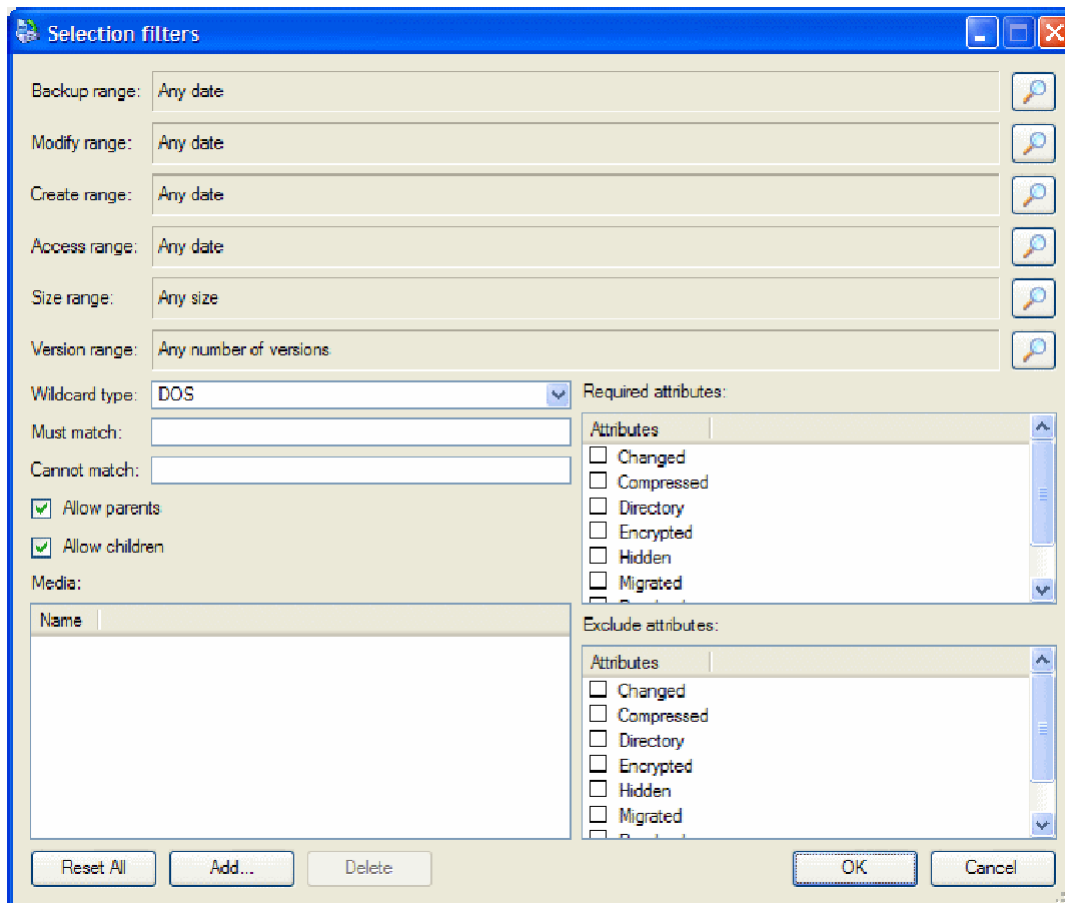 Selection filters
Backup range: Any date
Modify range: Any date
Create range: Any date
Access range: Any date
Size range: Any size
Version range: Any number of versions
Wildcard type: DOS
Must match:
Cannot match:
Allow parents
Allow children
Media:
Name
Required attributes:
Attributes
Changed
Compressed
Directory
Encrypted
Hidden
Migrated
Exclude attributes:
Attributes
Changed
Compressed
Directory
Encrypted
Hidden
Migrated
Reset All Add... Delete OK Cancel